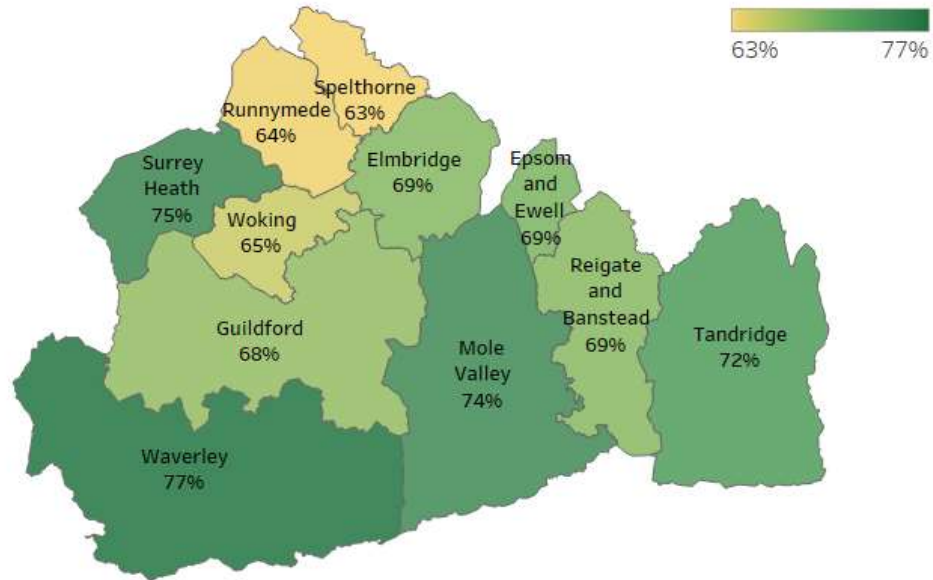 63%
77%
Spelthorne
63%
Runnymede
64%
Surrey
Heath
75%
Elmbridge
69%
Epsom
and
Ewell
69%
Woking
65%
Reigate
and
Banstead
69%
Guildford
68%
Mole
Valley
74%
Tandridge
72%
Waverley
77%